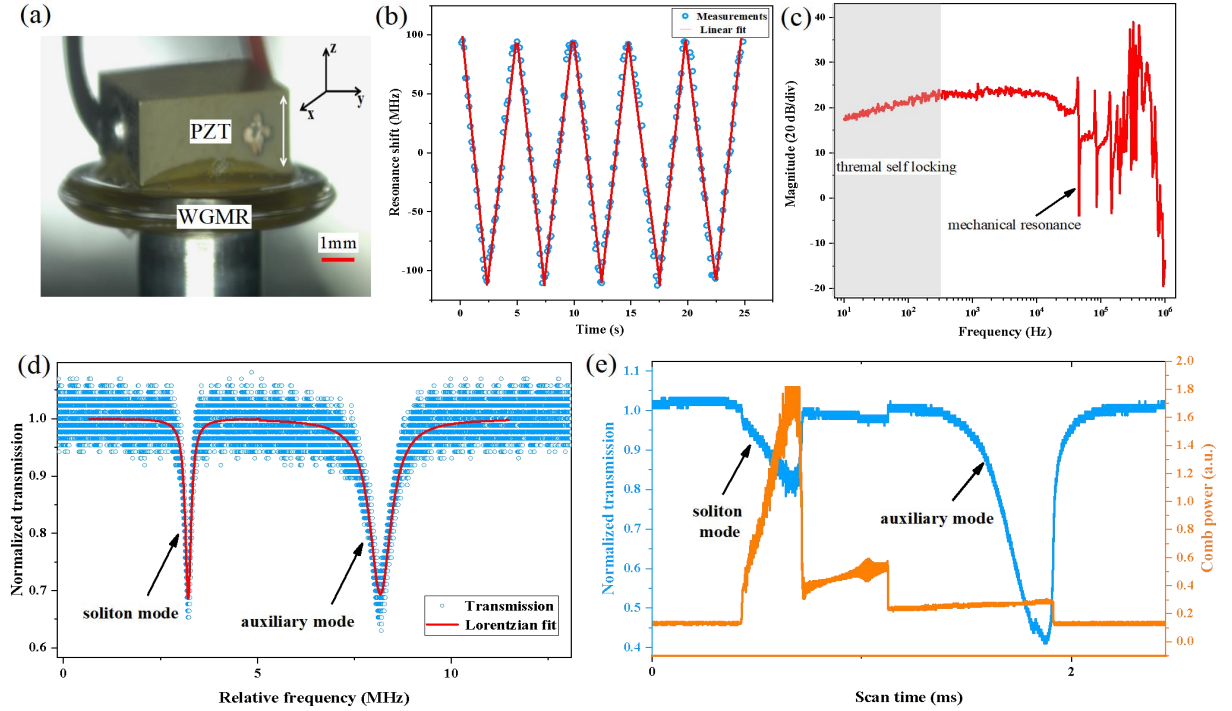 (a)
z
y
x
PZT
WGMR
1mm
(b)
Measurements
Linear fit
100
50
0
-50
-100
Resonance shift (MHz)
0 5 10 15 20 25
Time (s)
(c)
40
30
20
10
0
-10
-20
Magnitude (20 dB/div)
thremal self locking
mechanical resonance
10^1 10^2 10^3 10^4 10^5 10^6
Frequency (Hz)
(d)
1.0
0.9
0.8
0.7
0.6
Normalized transmission
soliton mode
auxiliary mode
Transmission
Lorentzian fit
0 5 10
Relative frequency (MHz)
(e)
1.1
1.0
0.9
0.8
0.7
0.6
0.5
0.4
Normalized transmission
soliton
mode
auxiliary mode
2.0
1.8
1.6
1.4
1.2
1.0
0.8
0.6
0.4
0.2
0.0
Comb power (a.u.)
0 2
Scan time (ms)